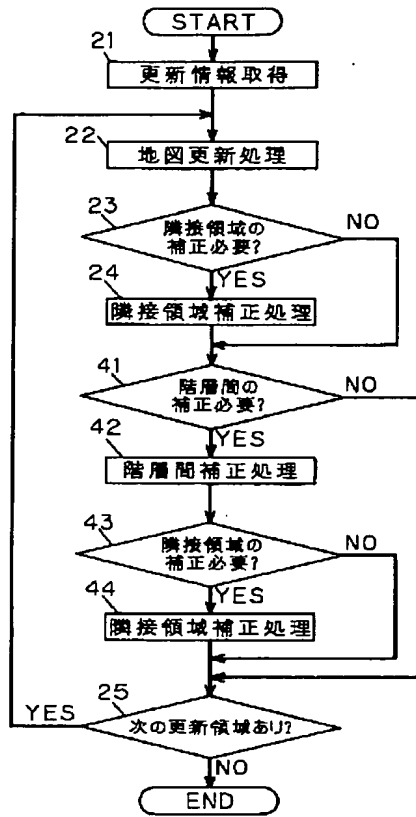 START
21
更新情報取得
22
地図更新処理
23
隣接領域の
補正必要?
NO
YES
24
隣接領域補正処理
41
階層間の
補正必要?
NO
YES
42
階層間補正処理
43
隣接領域の
補正必要?
NO
YES
44
隣接領域補正処理
25
YES
次の更新領域あり?
NO
END